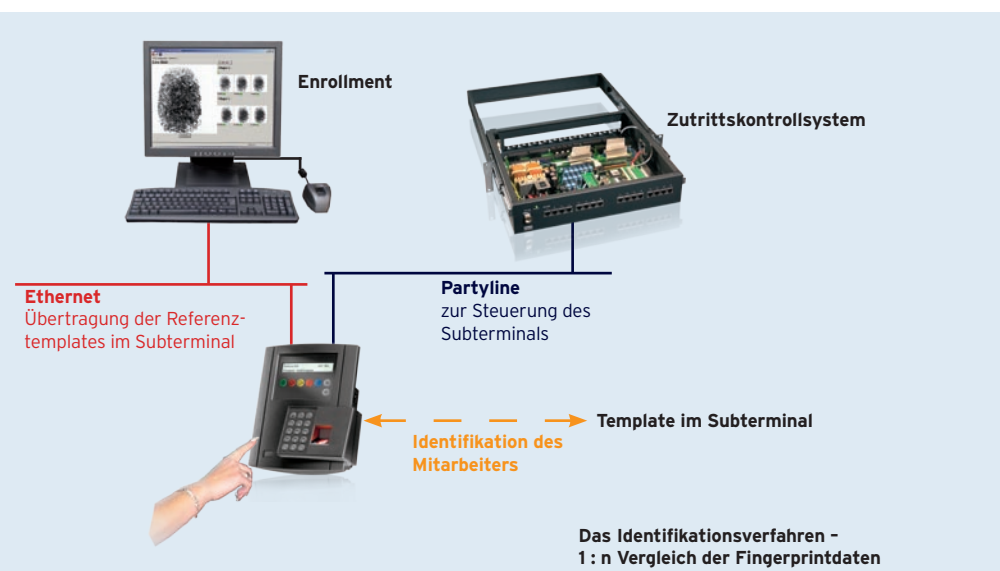 Enrollment
Zutrittskontrollsystem
Ethernet
Übertragung der Referenz-
templates im Subterminal
Partyline
zur Steuerung des
Subterminals
Template im Subterminal
Identifikation des
Mitarbeiters
Das Identifikationsverfahren –
1 : n Vergleich der Fingerprintdaten